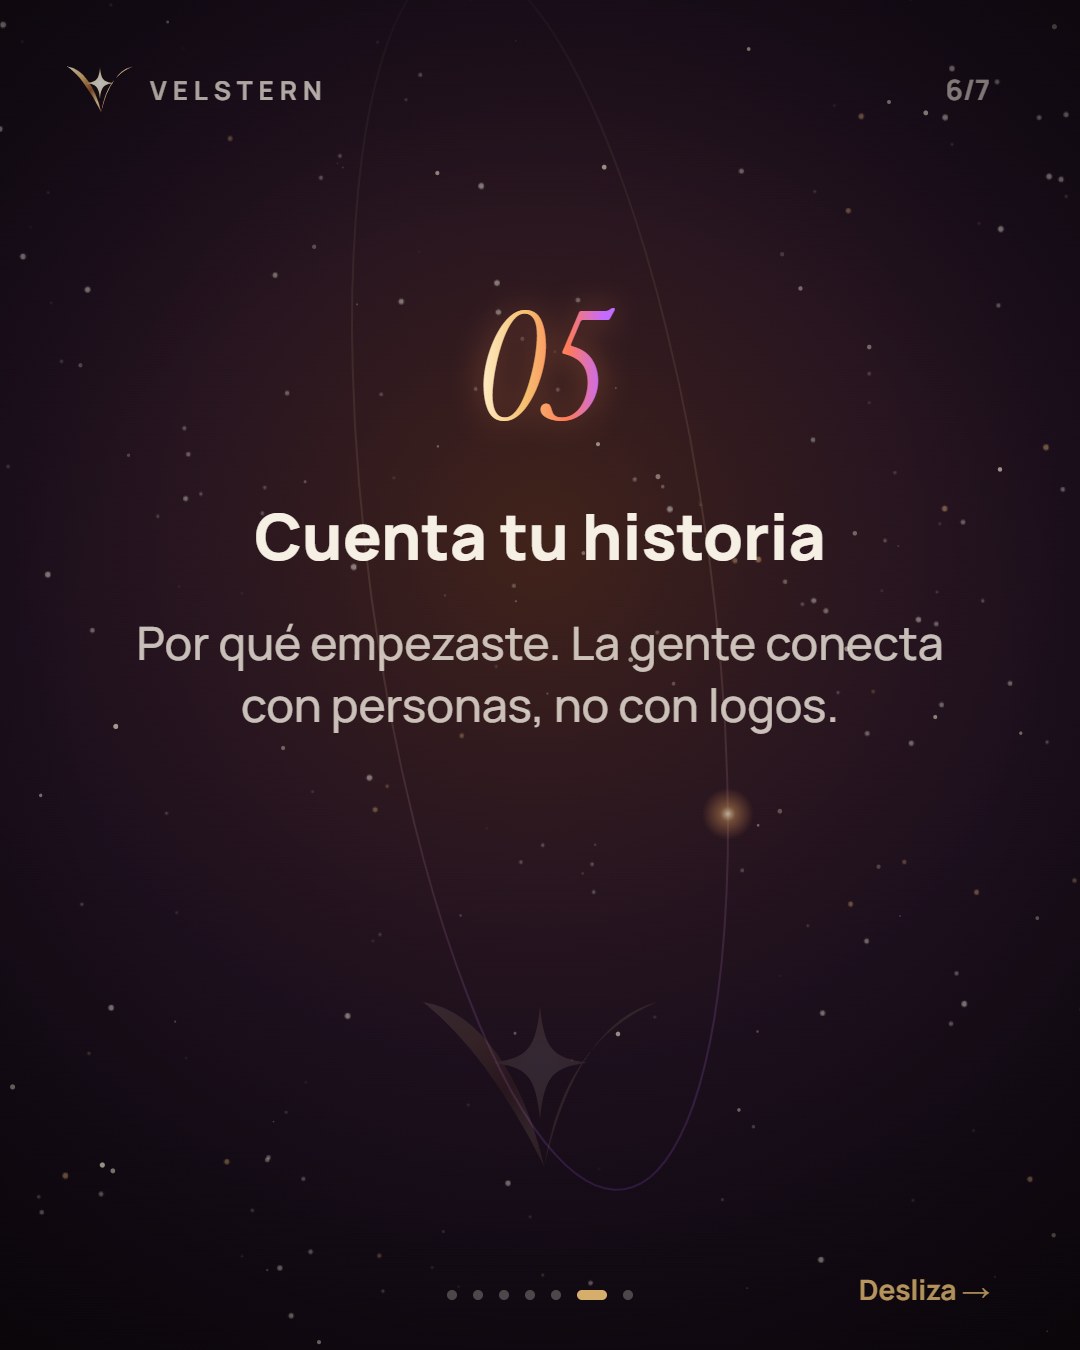 VELSTERN
6/7
05
Cuenta tu historia
Por qué empezaste. La gente conecta
con personas, no con logos.
Desliza →